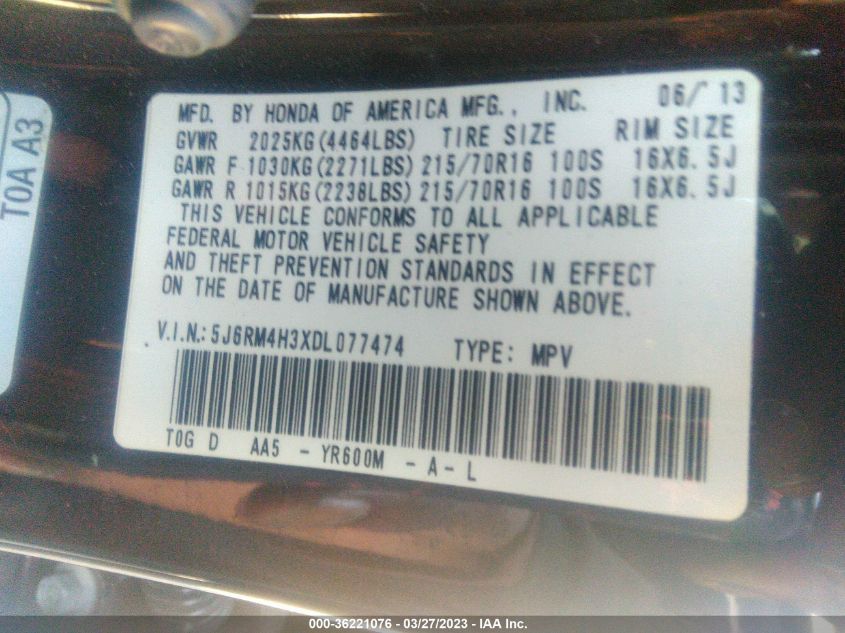 TOA A3
MFD. BY HONDA OF AMERICA MFG., INC. 06/ 13
GVWR 2025KG(4464LBS) TIRE SIZE RIM SIZE
GAWR F 1030KG(2271LBS) 215/70R16 100S 16X6.5J
GAWR R 1015KG(2238LBS) 215/70R16 100S 16X6.5J
THIS VEHICLE CONFORMS TO ALL APPLICABLE
FEDERAL MOTOR VEHICLE SAFETY
AND THEFT PREVENTION STANDARDS IN EFFECT
ON THE DATE OF MANUFACTURE SHOWN ABOVE.
V.I.N.: 5J6RM4H3XDL077474 TYPE: MPV
TOG D AA5 - YR600M - A - L
000-36221076 - 03/27/2023 - IAA Inc.